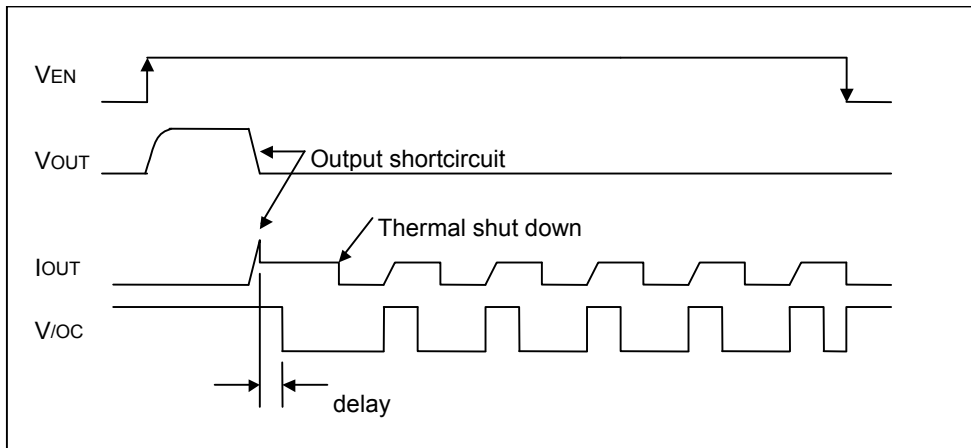 VEN
VOUT
Output shortcircuit
Thermal shut down
IOUT
V/OC
delay